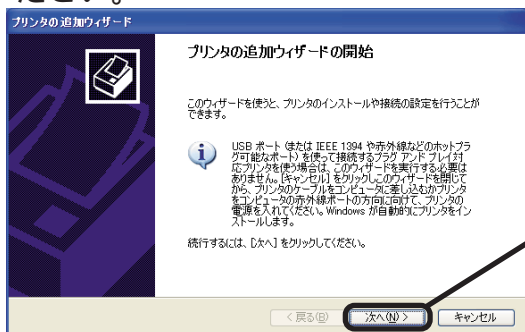 ださい。
プリンタの追加ウィザード
プリンタの追加ウィザードの開始
このウィザードを使うと、プリンタのインストールや接続の設定を行うことが
できます。
USB ポート (または IEEE 1394 や赤外線などのホットプラ
グ可能なポート) を使って接続するプラグ アンド プレイ対
応プリンタを使う場合は、このウィザードを実行する必要は
ありません。[キャンセル] をクリックしこのウィザードを閉じて
から、プリンタのケーブルをコンピュータに差し込むかプリンタ
をコンピュータの赤外線ポートの方向に向けて、プリンタの
電源を入れてください。Windows が自動的にプリンタをイン
ストールします。
続行するには、[次へ] をクリックしてください。
< 戻る(B)
次へ(N) >
キャンセル